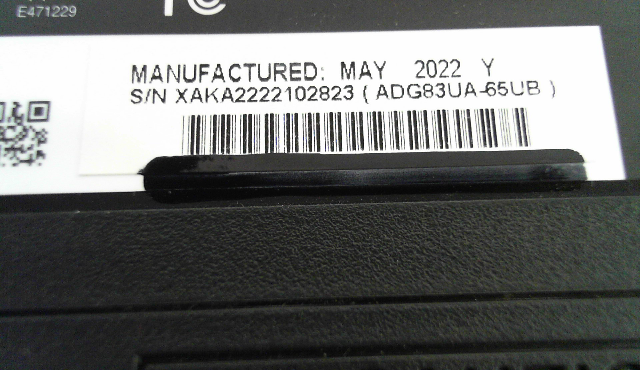 E471229
MANUFACTURED: MAY 2022 Y
S/N XAKA2222102823 ( ADG83UA-65UB )